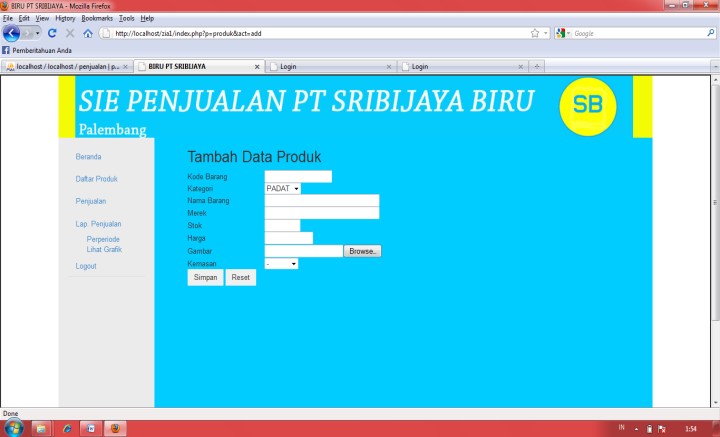 BIRU PT SRIBIJAYA - Mozilla Firefox
File Edit View History Bookmarks Tools Help
http://localhost/zia1/index.php?p=produk&act=add
Google
Pemberitahuan Anda
localhost / localhost / penjualan | p...
BIRU PT SRIBIJAYA
Login
Login
SIE PENJUALAN PT SRIBIJAYA BIRU
SB
Palembang
Beranda
Daftar Produk
Penjualan
Lap. Penjualan
Perperiode
Lihat Grafik
Logout
Tambah Data Produk
Kode Barang
Kategori PADAT
Nama Barang
Merek
Stok
Harga
Gambar Browse..
Kemasan -
Simpan Reset
Done
IN 1:54